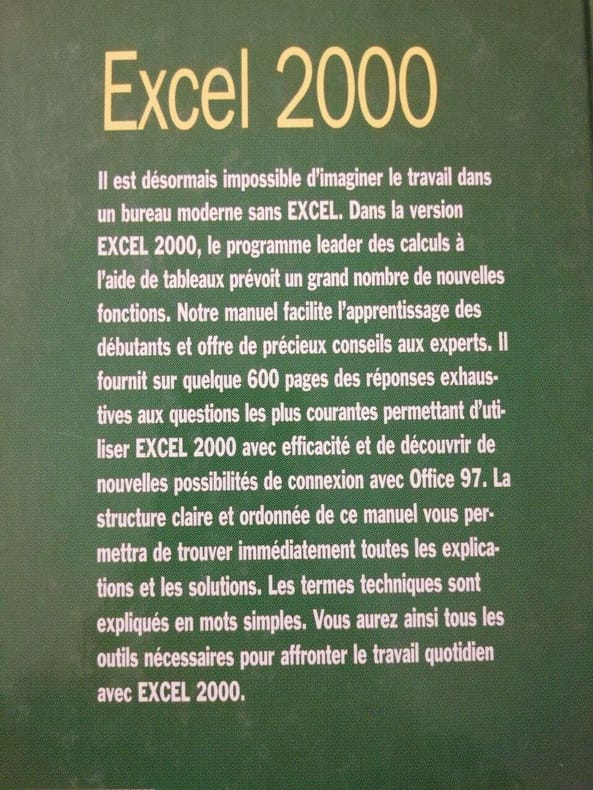 Excel 2000
Il est désormais impossible d'imaginer le travail dans
un bureau moderne sans EXCEL. Dans la version
EXCEL 2000, le programme leader des calculs à
l'aide de tableaux prévoit un grand nombre de nouvelles
fonctions. Notre manuel facilite l'apprentissage des
débutants et offre de précieux conseils aux experts. Il
fournit sur quelque 600 pages des réponses exhaus-
tives aux questions les plus courantes permettant d'uti-
liser EXCEL 2000 avec efficacité et de découvrir de
nouvelles possibilités de connexion avec Office 97. La
structure claire et ordonnée de ce manuel vous per-
mettra de trouver immédiatement toutes les explica-
tions et les solutions. Les termes techniques sont
expliqués en mots simples. Vous aurez ainsi tous les
outils nécessaires pour affronter le travail quotidien
avec EXCEL 2000.